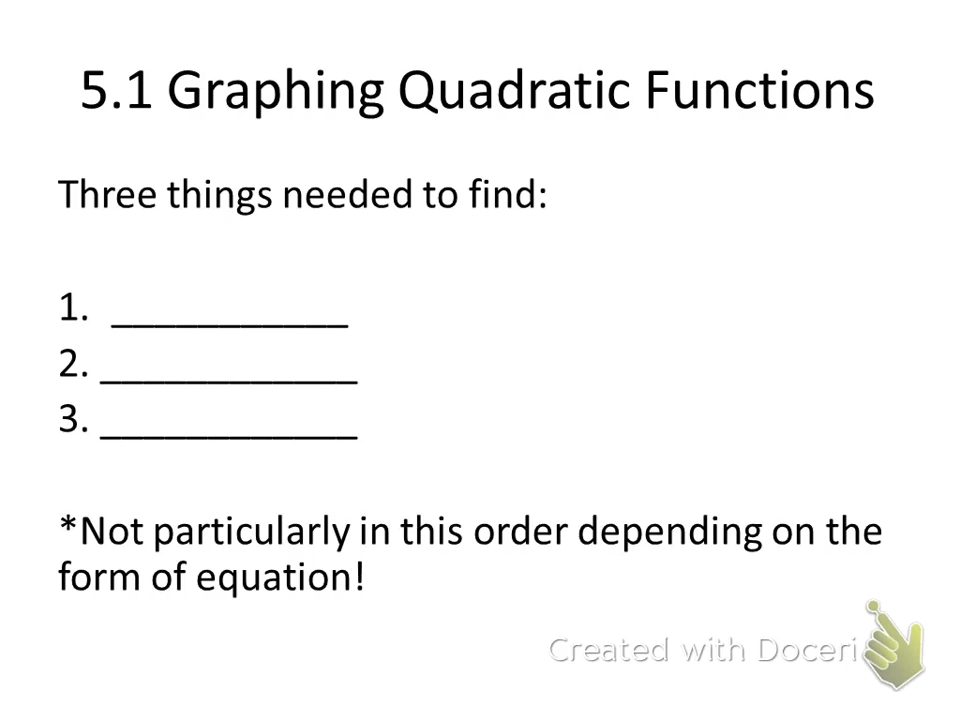 5.1 Graphing Quadratic Functions
Three things needed to find:
1. ___________
2. ____________
3. ____________
*Not particularly in this order depending on the
form of equation!
Created with Doceri